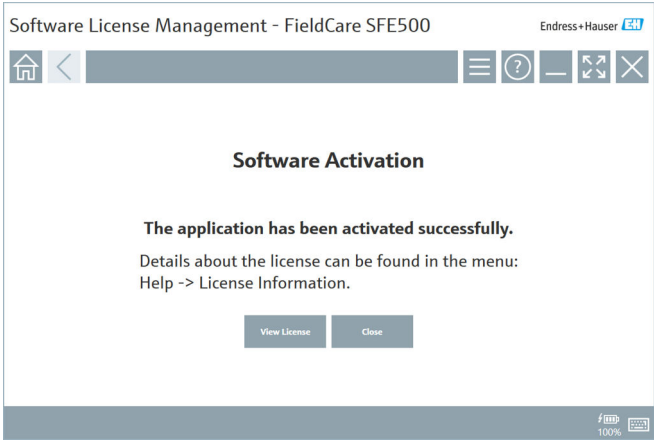 Software License Management - FieldCare SFE500
Endress+Hauser EH
?
Software Activation
The application has been activated successfully.
Details about the license can be found in the menu:
Help -> License Information.
View License Close
100%